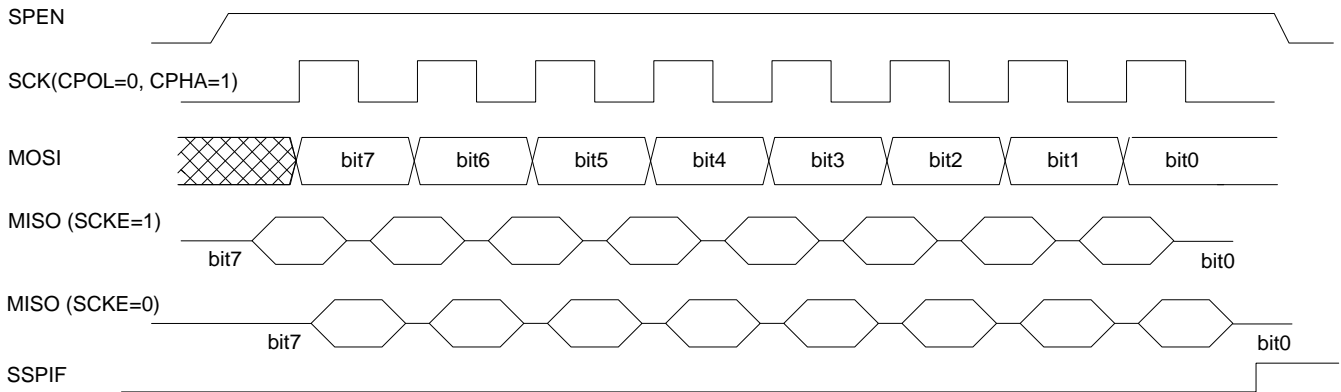 SPEN
SCK(CPOL=0, CPHA=1)
MOSI
bit7 bit6 bit5 bit4 bit3 bit2 bit1 bit0
MISO (SCKE=1)
bit7 bit0
MISO (SCKE=0)
bit7 bit0
SSPIF